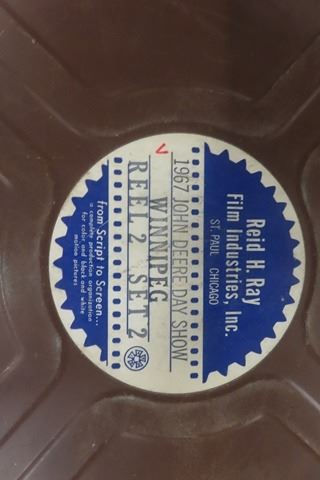 Reid H. Ray
Film Industries, Inc.
ST. PAUL CHICAGO
1967 JOHN DEERE DAY SHOW
WINNIPEG
REEL 2 SET 2
from Script to Screen...
a complete production organization
for color and black and white
motion pictures